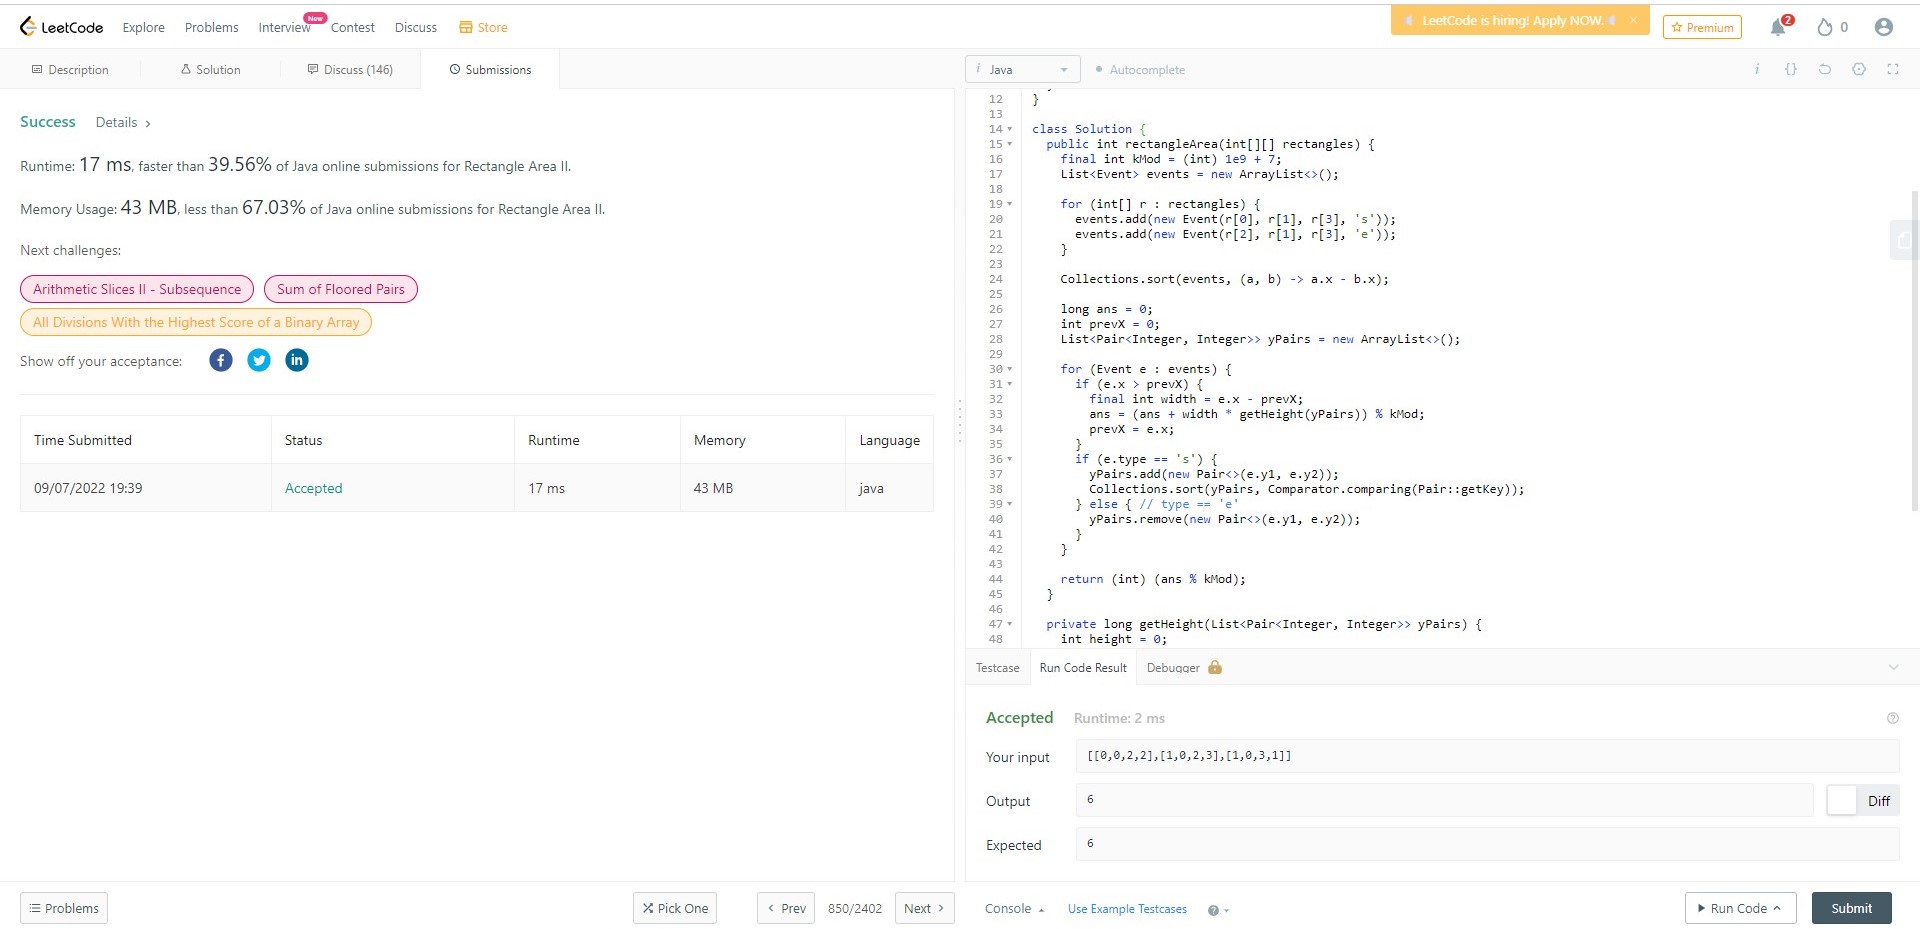 LeetCode Explore Problems Interview New Contest Discuss Store LeetCode is hiring! Apply NOW. Premium 2 0
Description Solution Discuss (146) Submissions
Success Details
Runtime: 17 ms, faster than 39.56% of Java online submissions for Rectangle Area II.
Memory Usage: 43 MB, less than 67.03% of Java online submissions for Rectangle Area II.
Next challenges:
Arithmetic Slices II - Subsequence Sum of Floored Pairs
All Divisions With the Highest Score of a Binary Array
Show off your acceptance:
Time Submitted Status Runtime Memory Language
09/07/2022 19:39 Accepted 17 ms 43 MB java
Problems Pick One < Prev 850/2402 Next >
i Java Autocomplete i {}
12 }
13
14 class Solution {
15 public int rectangleArea(int[][] rectangles) {
16 final int kMod = (int) 1e9 + 7;
17 List<Event> events = new ArrayList<>();
18
19 for (int[] r : rectangles) {
20 events.add(new Event(r[0], r[1], r[3], 's'));
21 events.add(new Event(r[2], r[1], r[3], 'e'));
22 }
23
24 Collections.sort(events, (a, b) -> a.x - b.x);
25
26 long ans = 0;
27 int prevX = 0;
28 List<Pair<Integer, Integer>> yPairs = new ArrayList<>();
29
30 for (Event e : events) {
31 if (e.x > prevX) {
32 final int width = e.x - prevX;
33 ans = (ans + width * getHeight(yPairs)) % kMod;
34 prevX = e.x;
35 }
36 if (e.type == 's') {
37 yPairs.add(new Pair<>(e.y1, e.y2));
38 Collections.sort(yPairs, Comparator.comparing(Pair::getKey));
39 } else { // type == 'e'
40 yPairs.remove(new Pair<>(e.y1, e.y2));
41 }
42 }
43
44 return (int) (ans % kMod);
45 }
46
47 private long getHeight(List<Pair<Integer, Integer>> yPairs) {
48 int height = 0;
Testcase Run Code Result Debugger
Accepted Runtime: 2 ms
Your input [[0,0,2,2],[1,0,2,3],[1,0,3,1]]
Output 6 Diff
Expected 6
Console Use Example Testcases Run Code Submit